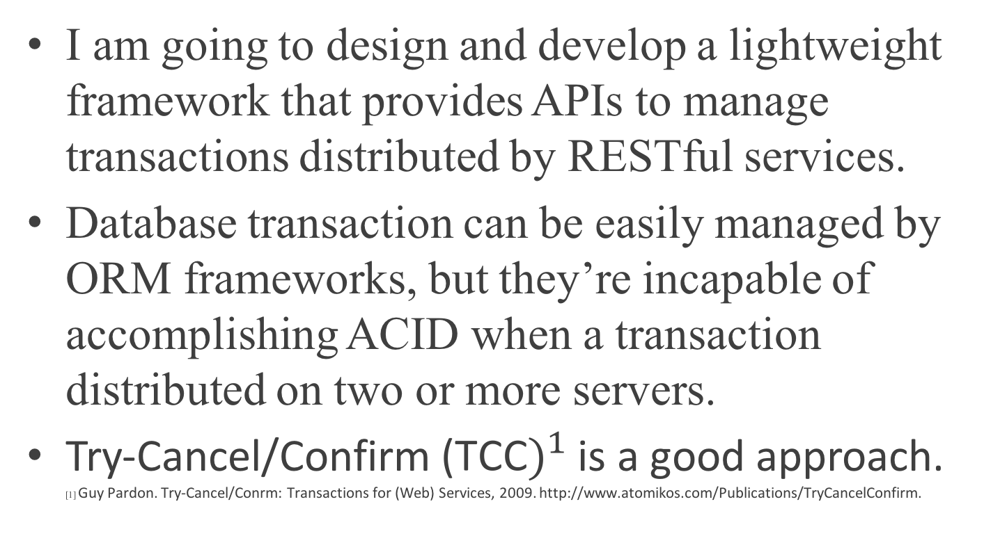 • I am going to design and develop a lightweight
framework that provides APIs to manage
transactions distributed by RESTful services.
• Database transaction can be easily managed by
ORM frameworks, but they’re incapable of
accomplishing ACID when a transaction
distributed on two or more servers.
• Try-Cancel/Confirm (TCC)¹ is a good approach.
[1] Guy Pardon. Try-Cancel/Conrm: Transactions for (Web) Services, 2009. http://www.atomikos.com/Publications/TryCancelConfirm.